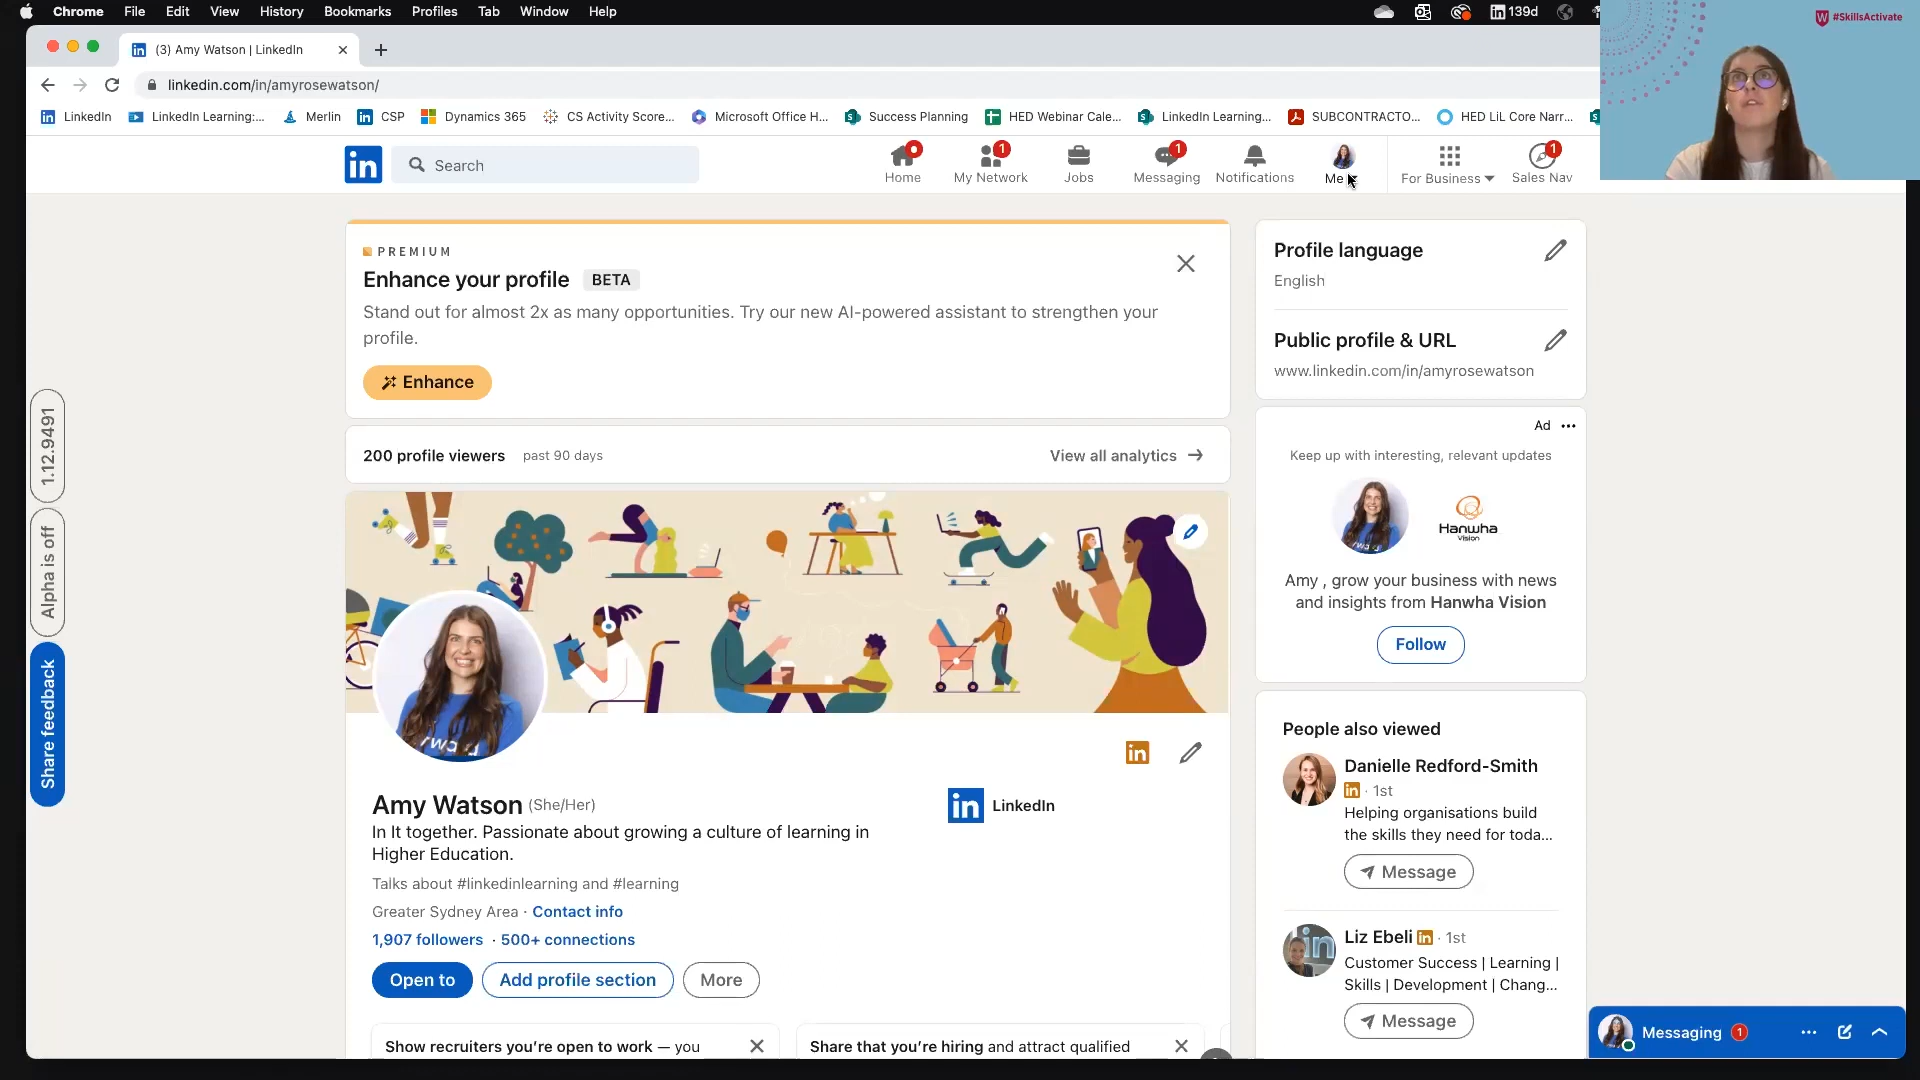 Chrome File Edit View History Bookmarks Profiles Tab Window Help
139d
#SkillsActivate
(3) Amy Watson | LinkedIn
linkedin.com/in/amyrosewatson/
LinkedIn LinkedIn Learning:... Merlin CSP Dynamics 365 CS Activity Score... Microsoft Office H... Success Planning HED Webinar Cale... LinkedIn Learning... SUBCONTRACTO... HED LiL Core Narr...
in Search
Home
1 My Network
Jobs
1 Messaging
Notifications
Me
For Business
1 Sales Nav
PREMIUM
Enhance your profile BETA
Stand out for almost 2x as many opportunities. Try our new AI-powered assistant to strengthen your
profile.
Enhance
200 profile viewers past 90 days
View all analytics
Amy Watson (She/Her)
in LinkedIn
In It together. Passionate about growing a culture of learning in
Higher Education.
Talks about #linkedinlearning and #learning
Greater Sydney Area · Contact info
1,907 followers · 500+ connections
Open to Add profile section More
Show recruiters you're open to work — you
Share that you're hiring and attract qualified
Profile language
English
Public profile & URL
www.linkedin.com/in/amyrosewatson
Ad
Keep up with interesting, relevant updates
Hanwha
Vision
Amy , grow your business with news
and insights from Hanwha Vision
Follow
People also viewed
Danielle Redford-Smith
in · 1st
Helping organisations build
the skills they need for toda...
Message
Liz Ebeli in · 1st
Customer Success | Learning |
Skills | Development | Chang...
Message
Messaging 1
1.12.9491
Alpha is off
Share feedback